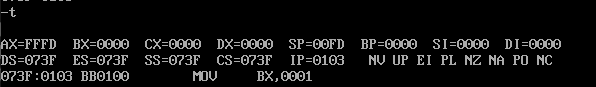 -t
AX=FFFD  BX=0000  CX=0000  DX=0000  SP=00FD  BP=0000  SI=0000  DI=0000
DS=073F  ES=073F  SS=073F  CS=073F  IP=0103   NV UP EI PL NZ NA PO NC
073F:0103 BB0100        MOV     BX,0001